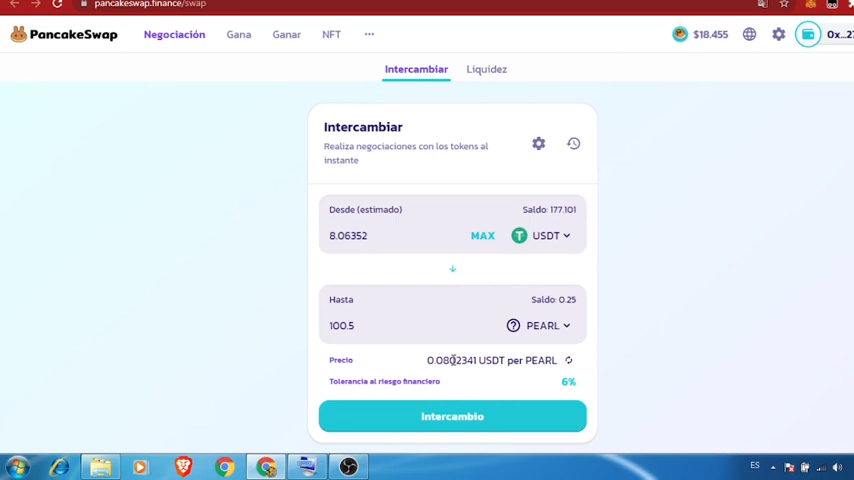 pancakeswap.finance/swap
PancakeSwap Negociación Gana Ganar NFT $18.455
Intercambiar Liquidez
Intercambiar
Realiza negociaciones con los tokens al
instante
Desde (estimado) Saldo: 177.101
8.06352 MAX USDT
Hasta Saldo: 0.25
100.5 PEARL
Precio 0.0802341 USDT per PEARL
Tolerancia al riesgo financiero 6%
Intercambio
ES